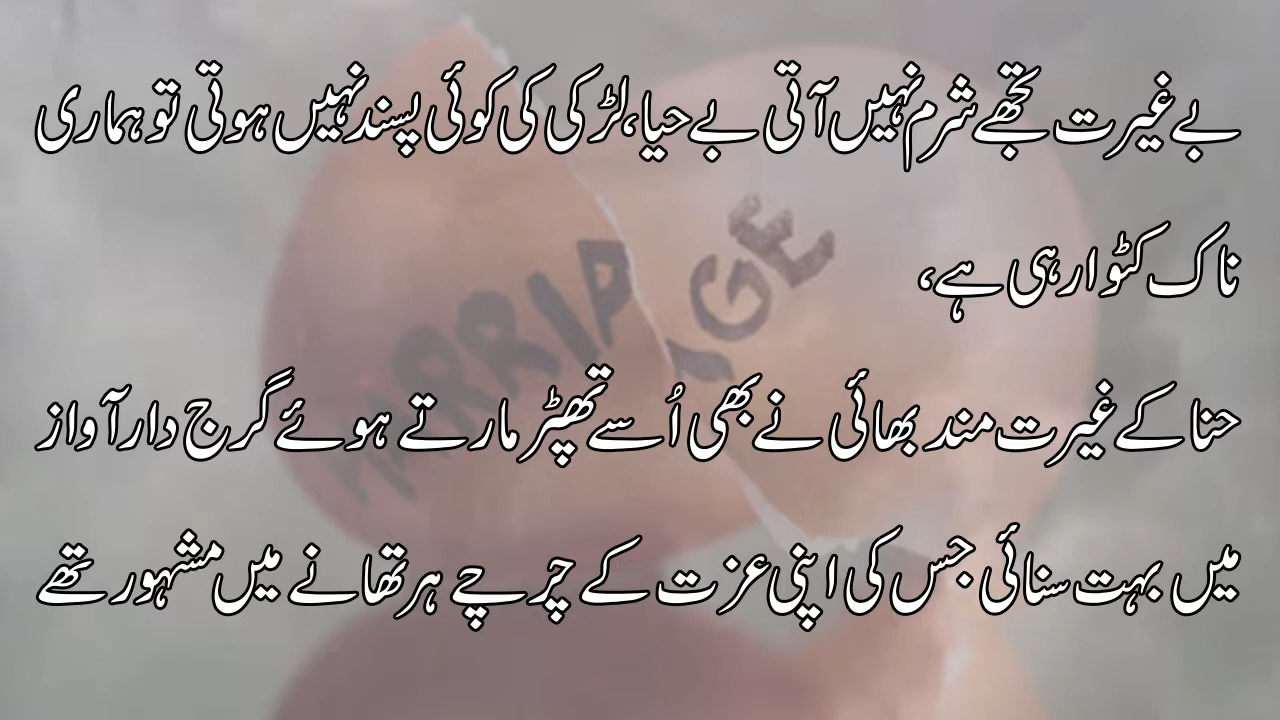 بے غیرت تجھے شرم نہیں آتی بے حیا،لڑکی کی کوئی پسند نہیں ہوتی تو ہماری
ناک کٹوا رہی ہے،
حنا کے غیرت مند بھائی نے بھی اُسے تھپڑ مارتے ہوئے گرج دار آواز
میں بہت سنائی جس کی اپنی عزت کے چرچے ہر تھانے میں مشہور تھے
MARRIAGE